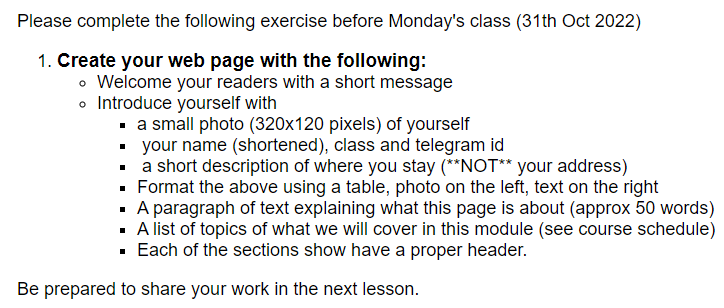 Please complete the following exercise before Monday's class (31th Oct 2022)
1. Create your web page with the following:
◦ Welcome your readers with a short message
◦ Introduce yourself with
▪ a small photo (320x120 pixels) of yourself
▪ your name (shortened), class and telegram id
▪ a short description of where you stay (**NOT** your address)
▪ Format the above using a table, photo on the left, text on the right
▪ A paragraph of text explaining what this page is about (approx 50 words)
▪ A list of topics of what we will cover in this module (see course schedule)
▪ Each of the sections show have a proper header.
Be prepared to share your work in the next lesson.